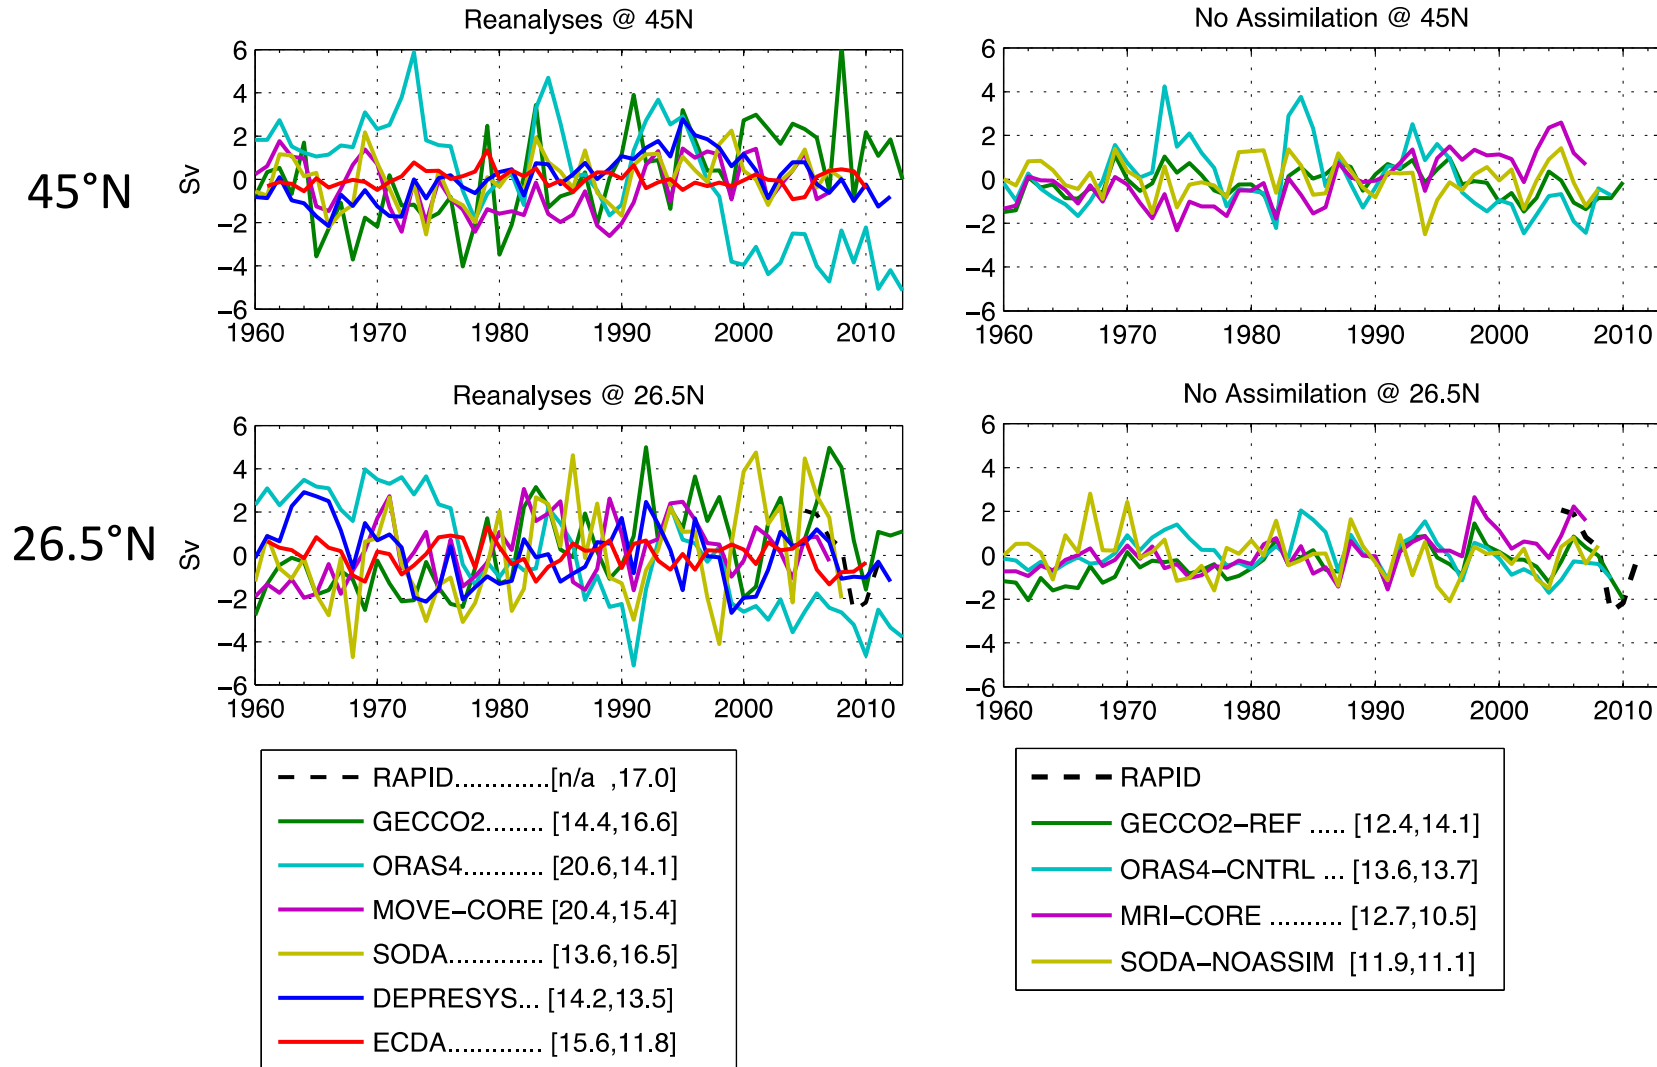 Reanalyses @ 45N
No Assimilation @ 45N
45°N
Sv
6
4
2
0
−2
−4
−6
1960 1970 1980 1990 2000 2010
6
4
2
0
−2
−4
−6
1960 1970 1980 1990 2000 2010
Reanalyses @ 26.5N
No Assimilation @ 26.5N
26.5°N
Sv
6
4
2
0
−2
−4
−6
1960 1970 1980 1990 2000 2010
6
4
2
0
−2
−4
−6
1960 1970 1980 1990 2000 2010
RAPID..............[n/a ,17.0]
GECCO2........ [14.4,16.6]
ORAS4........... [20.6,14.1]
MOVE−CORE [20.4,15.4]
SODA............. [13.6,16.5]
DEPRESYS... [14.2,13.5]
ECDA............. [15.6,11.8]
RAPID
GECCO2−REF ..... [12.4,14.1]
ORAS4−CNTRL ... [13.6,13.7]
MRI−CORE .......... [12.7,10.5]
SODA−NOASSIM [11.9,11.1]